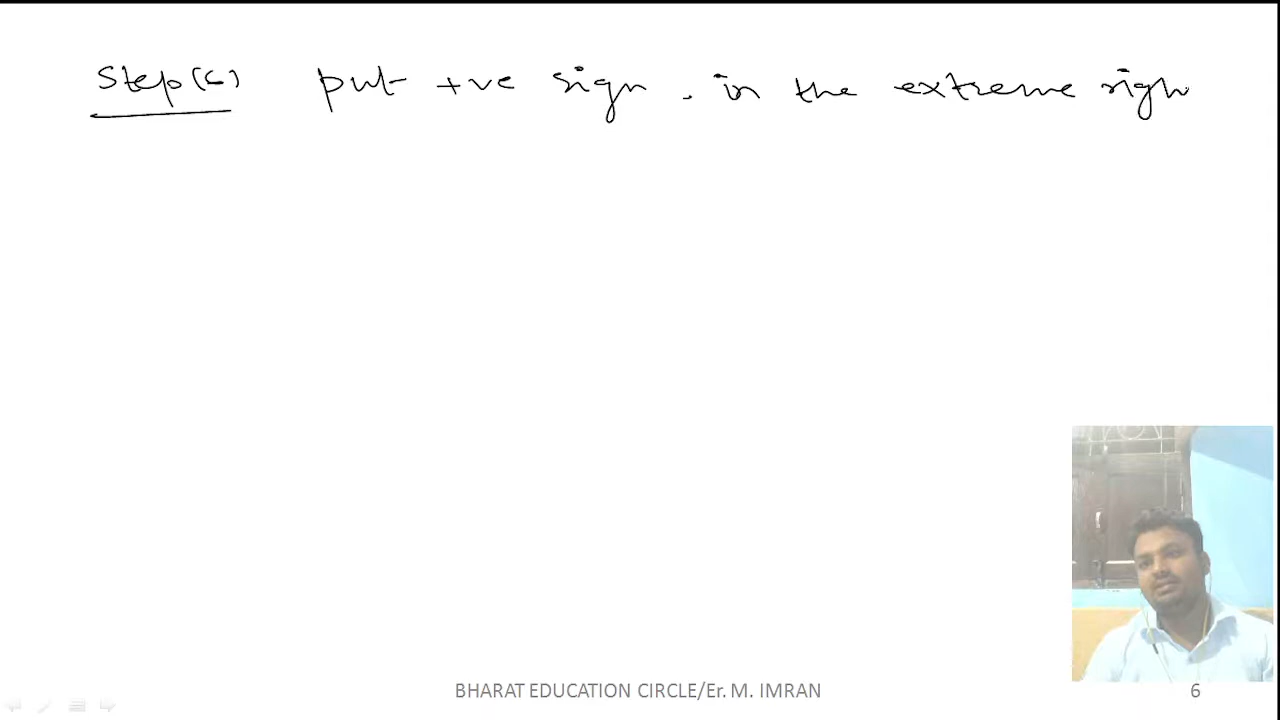 Step(c) put +ve sign . in the extreme righ
BHARAT EDUCATION CIRCLE/Er. M. IMRAN
6